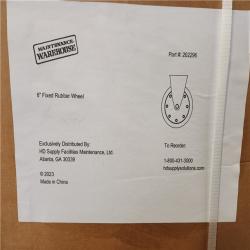 MAINTENANCE
WAREHOUSE
Part #: 202296
6" Fixed Rubber Wheel
Exclusively Distributed By:
HD Supply Facilities Maintenance, Ltd.
Atlanta, GA 30339
To Reorder:
1-800-431-3000
hdsupplysolutions.com
© 2023
Made in China